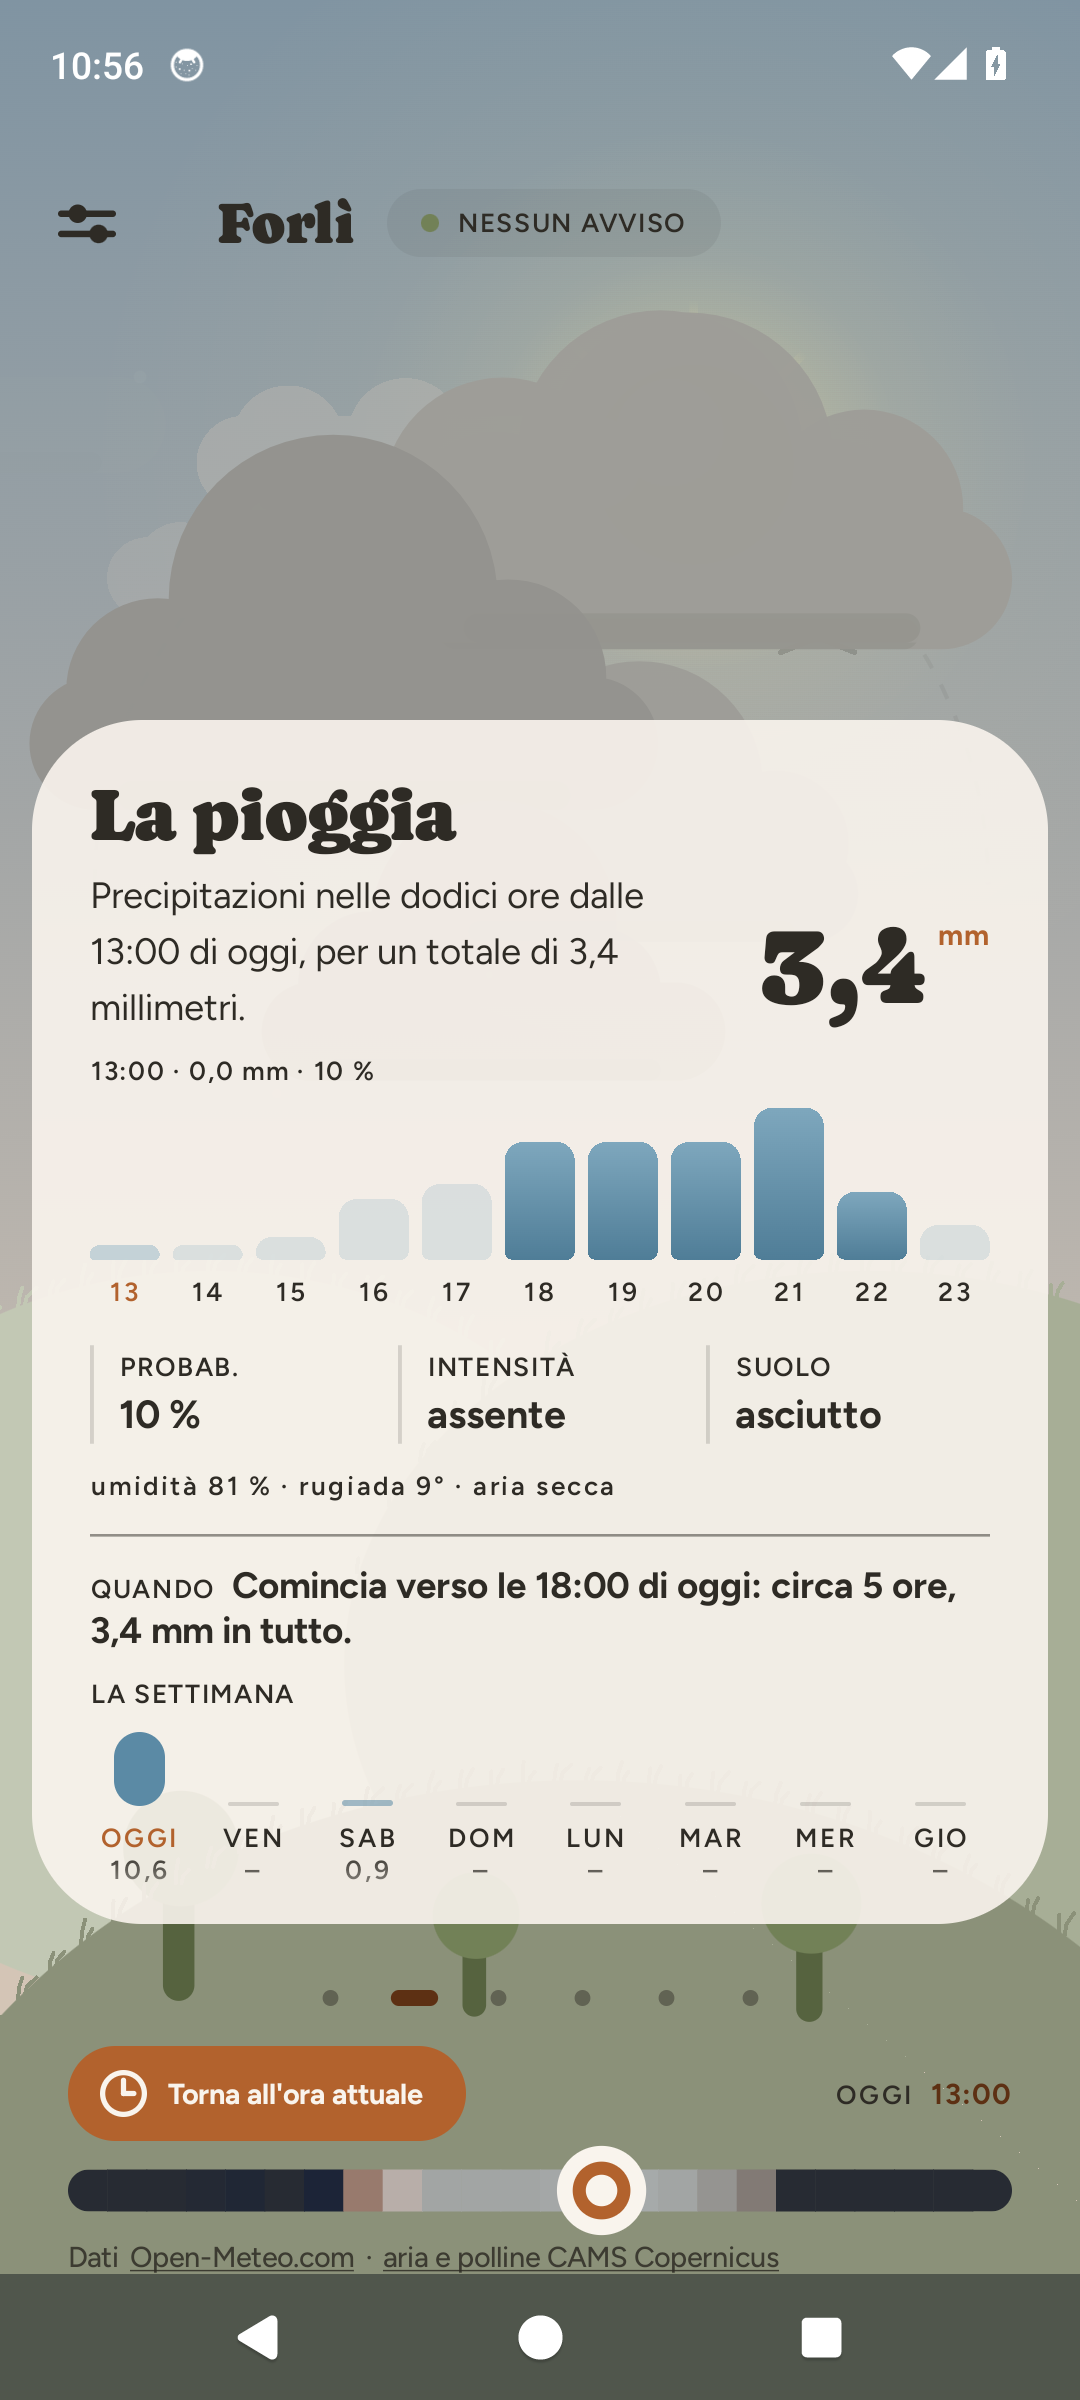 10:56
Forlì
NESSUN AVVISO
La pioggia
Precipitazioni nelle dodici ore dalle
13:00 di oggi, per un totale di 3,4
millimetri.
3,4 mm
13:00 · 0,0 mm · 10 %
13 14 15 16 17 18 19 20 21 22 23
PROBAB. INTENSITÀ SUOLO
10 % assente asciutto
umidità 81 % · rugiada 9° · aria secca
QUANDO Comincia verso le 18:00 di oggi: circa 5 ore,
3,4 mm in tutto.
LA SETTIMANA
OGGI VEN SAB DOM LUN MAR MER GIO
10,6 – 0,9 – – – – –
Torna all'ora attuale
OGGI 13:00
Dati Open-Meteo.com · aria e polline CAMS Copernicus